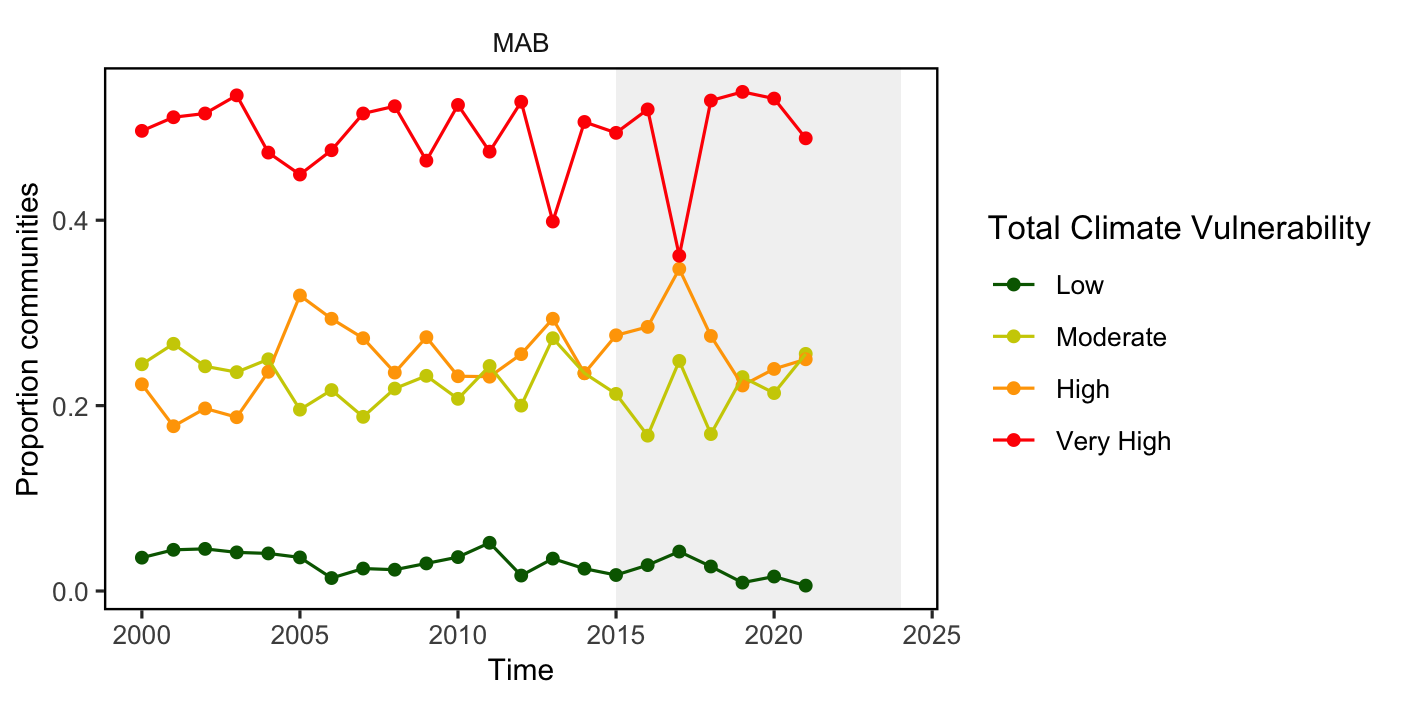 MAB
Proportion communities
0.4
0.2
0.0
2000 2005 2010 2015 2020 2025
Time
Total Climate Vulnerability
Low
Moderate
High
Very High